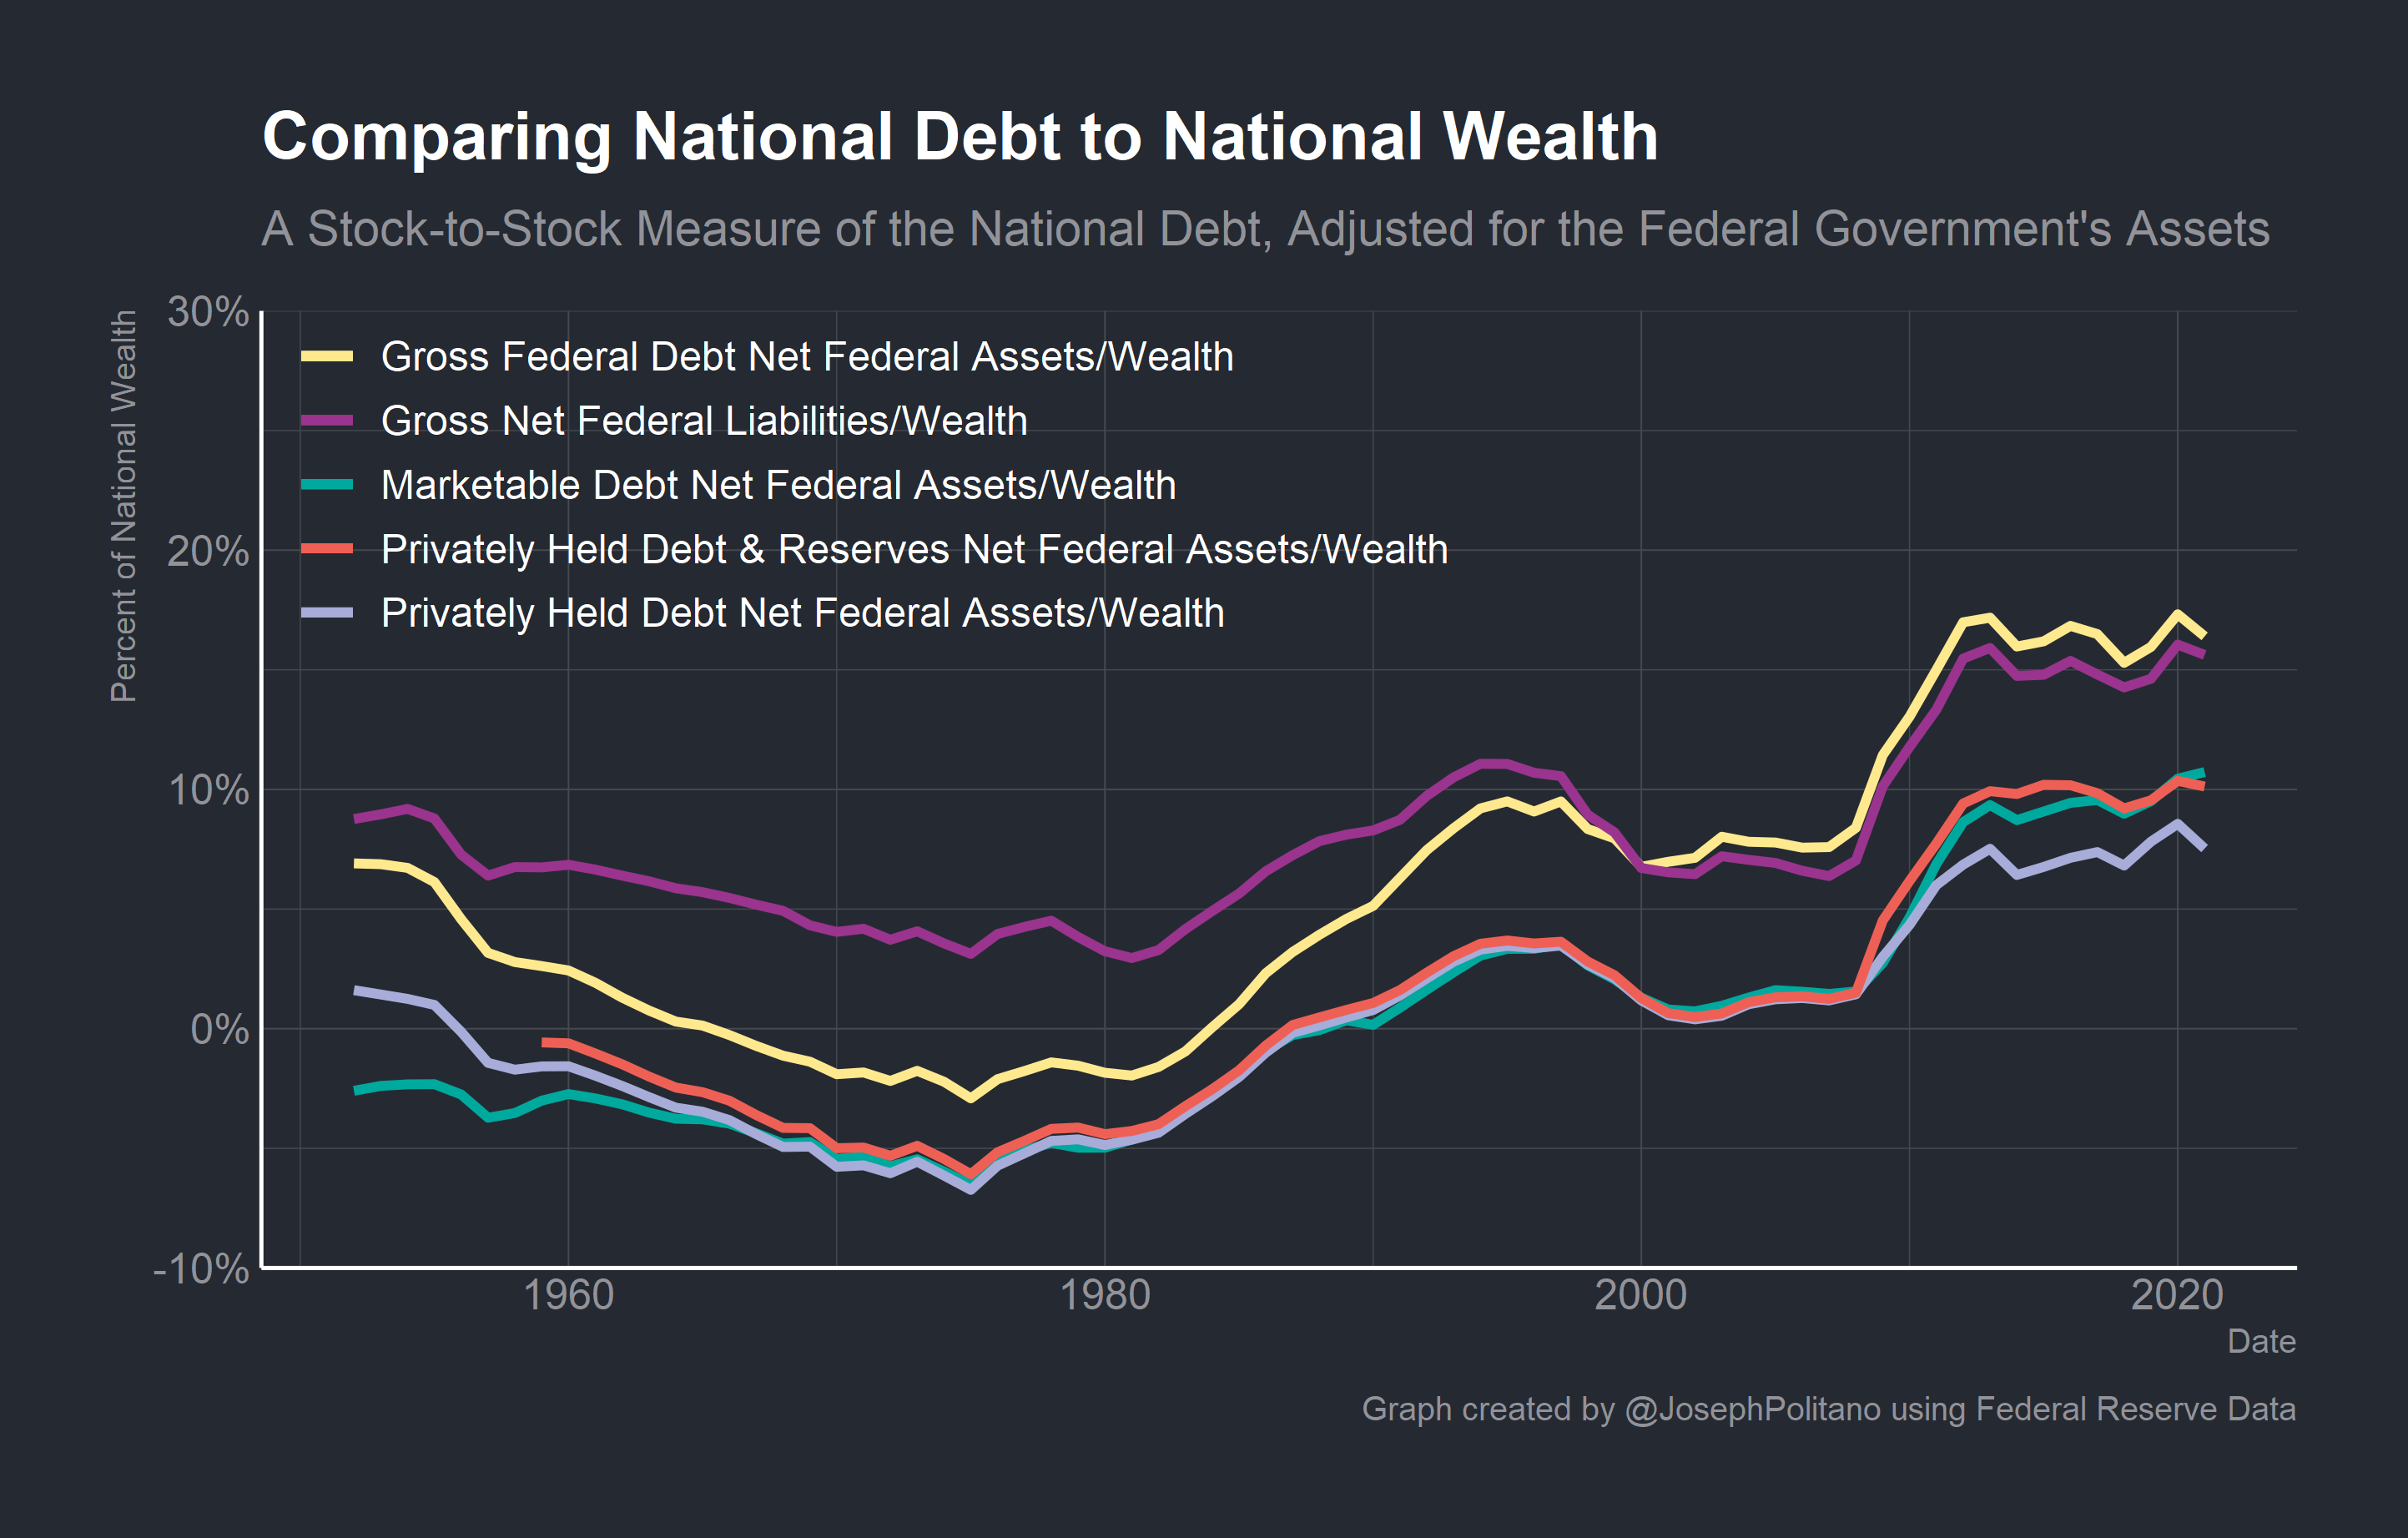 Comparing National Debt to National Wealth
A Stock-to-Stock Measure of the National Debt, Adjusted for the Federal Government's Assets
Percent of National Wealth
30%
20%
10%
0%
-10%
Gross Federal Debt Net Federal Assets/Wealth
Gross Net Federal Liabilities/Wealth
Marketable Debt Net Federal Assets/Wealth
Privately Held Debt & Reserves Net Federal Assets/Wealth
Privately Held Debt Net Federal Assets/Wealth
1960
1980
2000
2020
Date
Graph created by @JosephPolitano using Federal Reserve Data